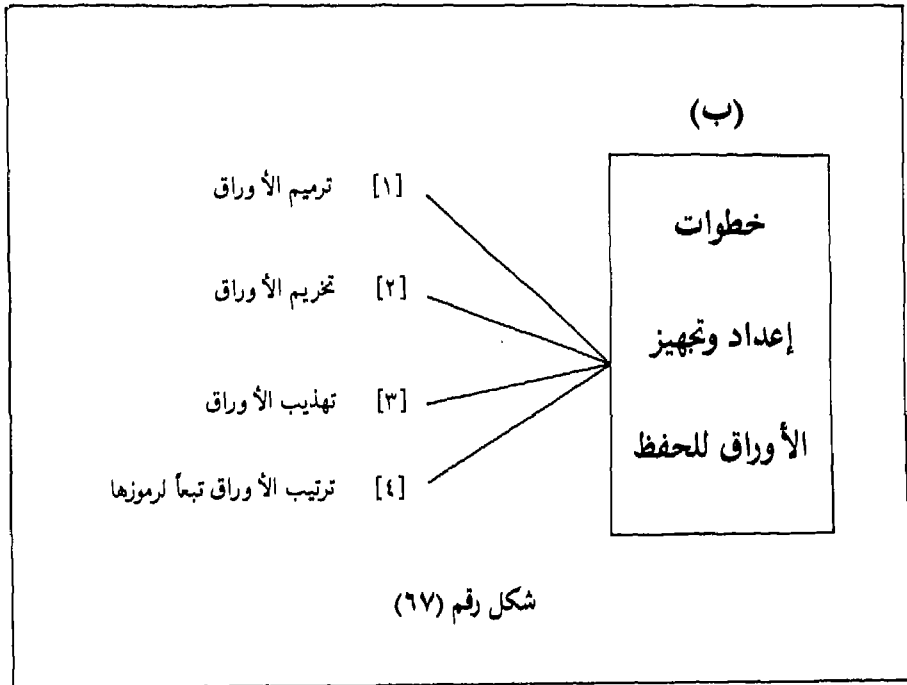 (ب)
خطوات
إعداد وتجهيز
الأوراق للحفظ
[١] ترميم الأوراق
[٢] تخريم الأوراق
[٣] تهذيب الأوراق
[٤] ترتيب الأوراق تبعاً لرموزها
شكل رقم (٦٧)